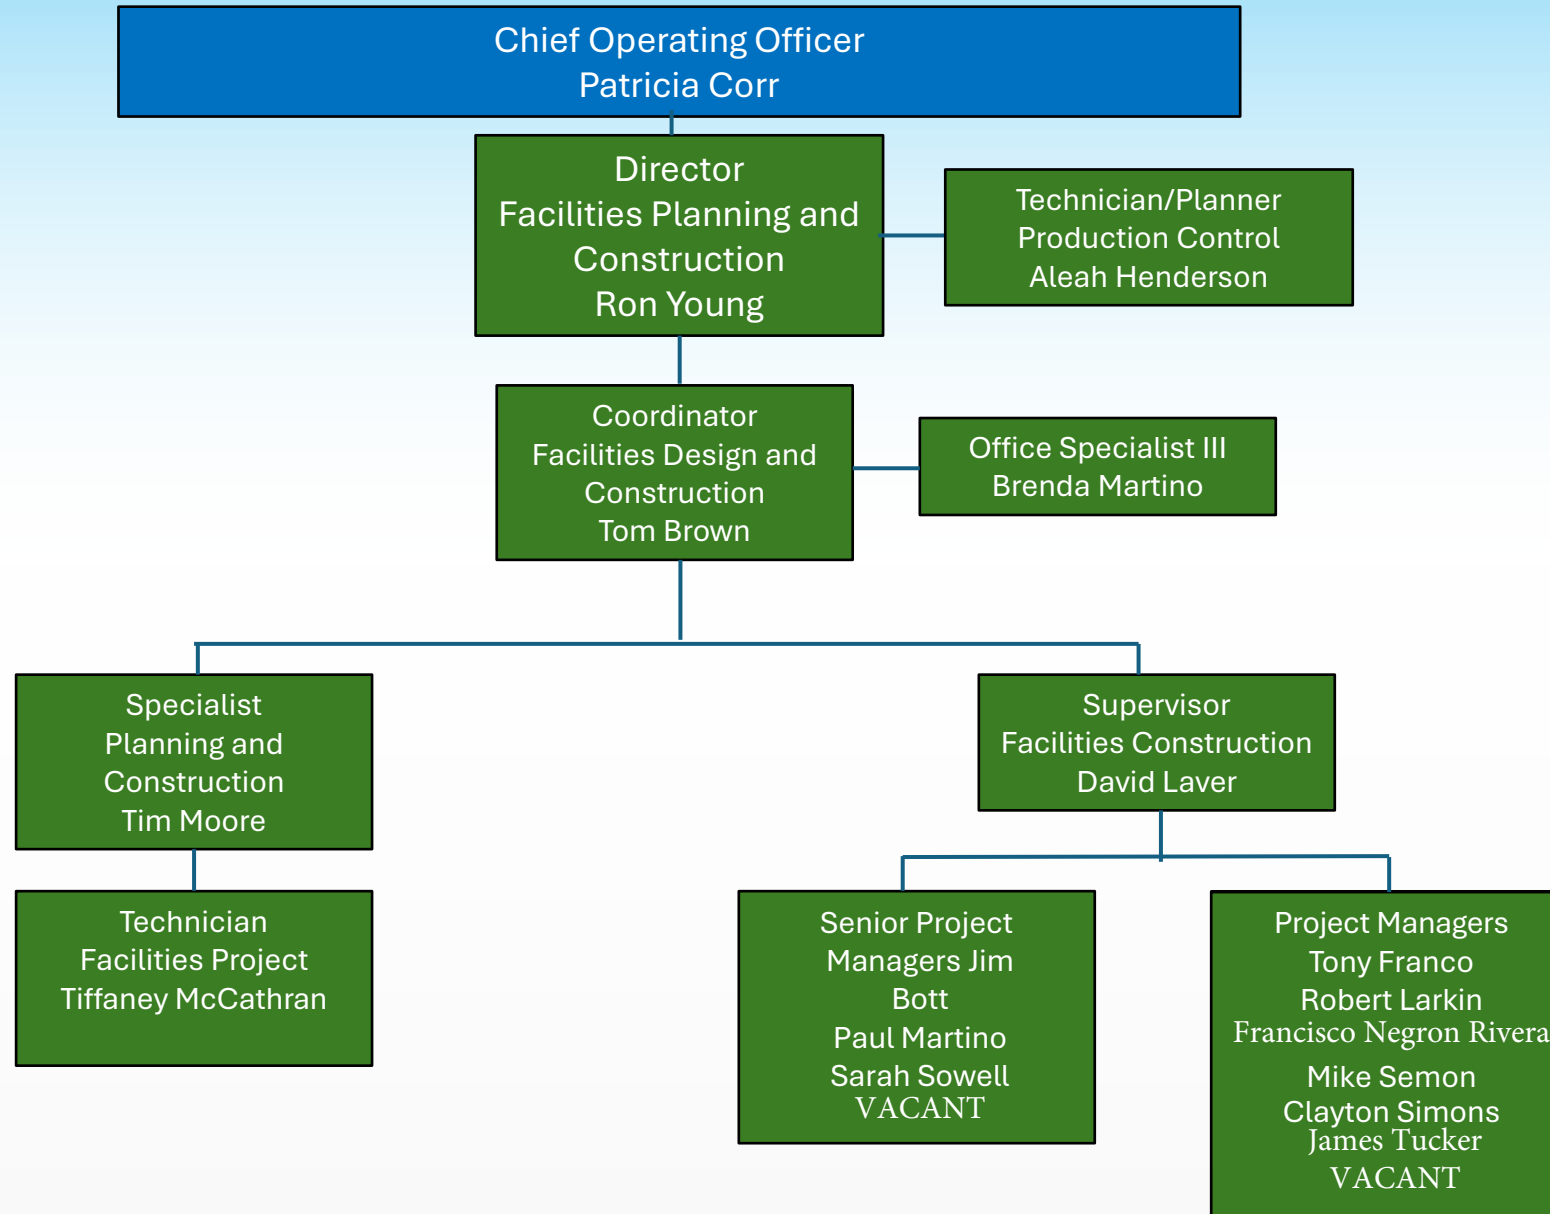 Chief Operating Officer
Patricia Corr
Director
Facilities Planning and
Construction
Ron Young
Technician/Planner
Production Control
Aleah Henderson
Coordinator
Facilities Design and
Construction
Tom Brown
Office Specialist III
Brenda Martino
Specialist
Planning and
Construction
Tim Moore
Supervisor
Facilities Construction
David Laver
Technician
Facilities Project
Tiffaney McCathran
Senior Project
Managers Jim
Bott
Paul Martino
Sarah Sowell
VACANT
Project Managers
Tony Franco
Robert Larkin
Francisco Negron Rivera
Mike Semon
Clayton Simons
James Tucker
VACANT